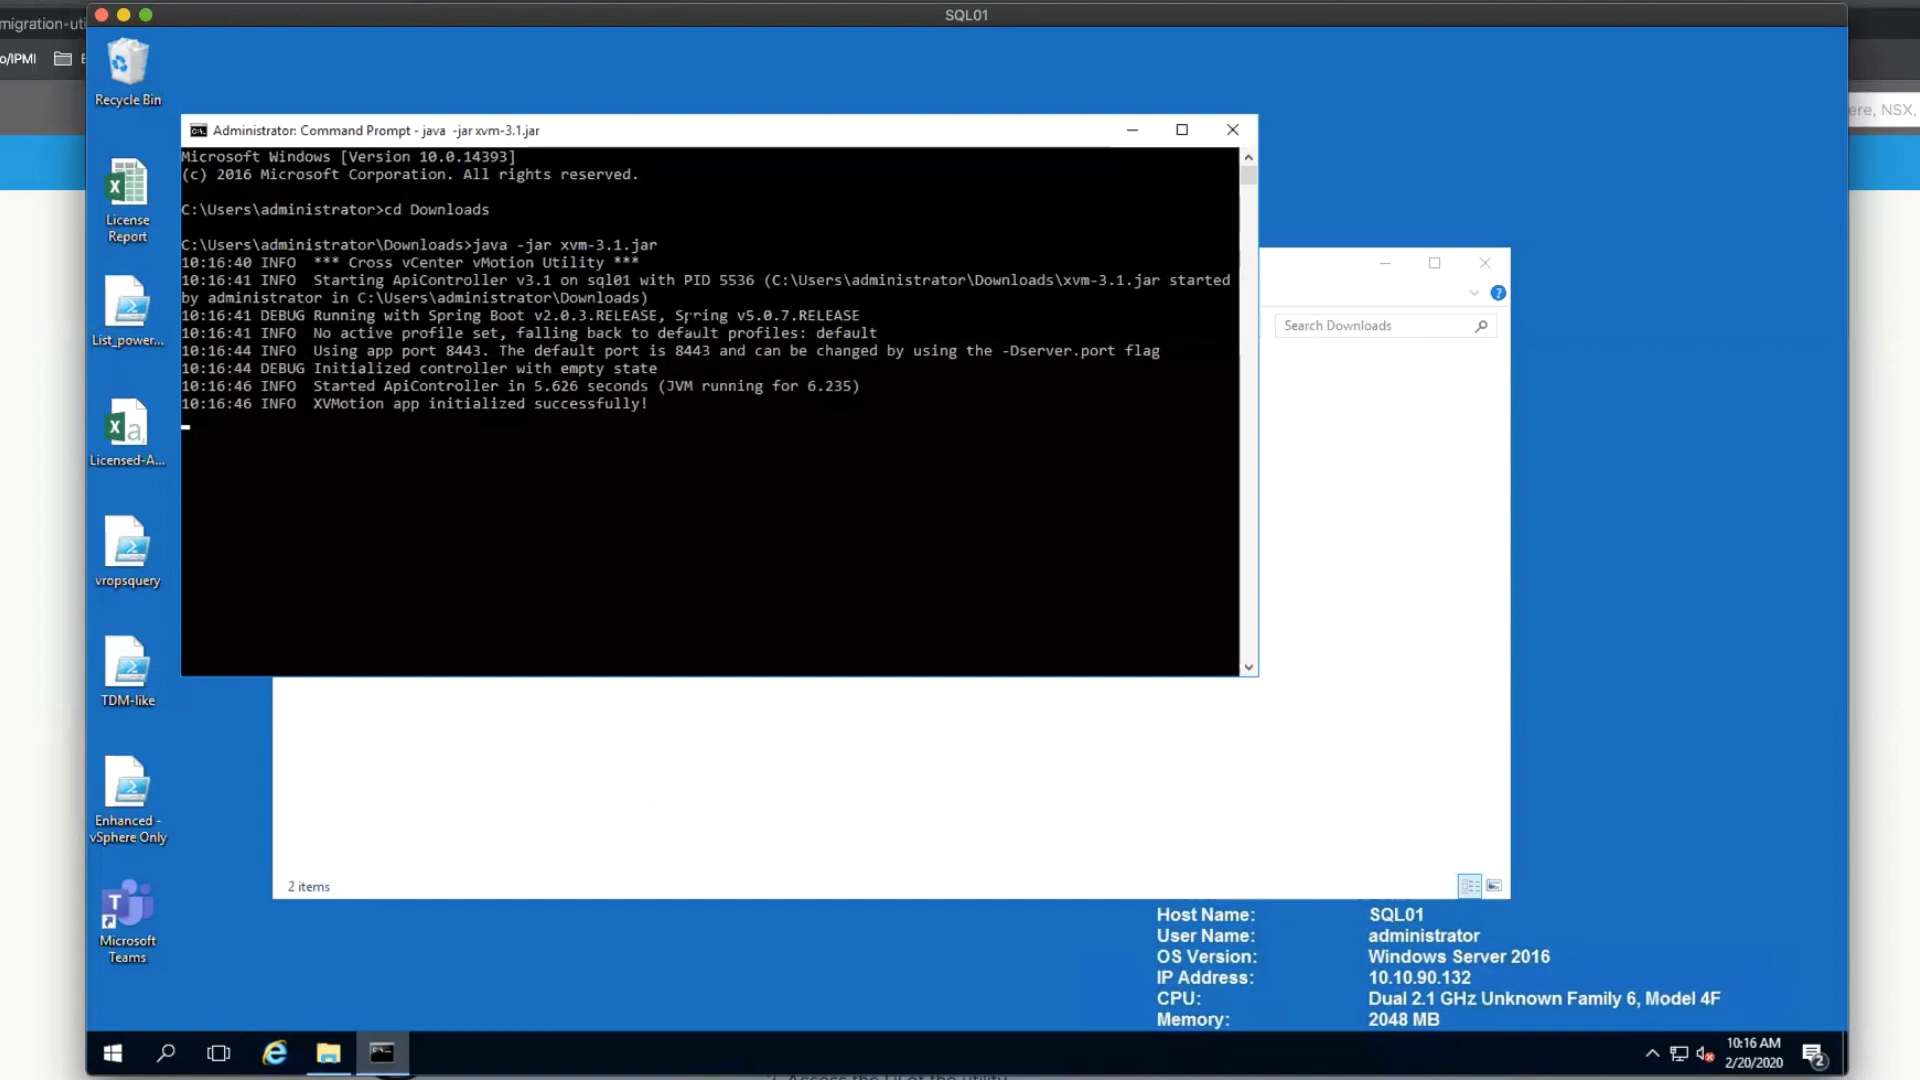 SQL01
migration-uti
o/IPMI
ere, NSX,
Recycle Bin
License
Report
List_power...
Licensed-A...
vropsquery
TDM-like
Enhanced -
vSphere Only
Microsoft
Teams
Administrator: Command Prompt - java -jar xvm-3.1.jar
Microsoft Windows [Version 10.0.14393]
(c) 2016 Microsoft Corporation. All rights reserved.
C:\Users\administrator>cd Downloads
C:\Users\administrator\Downloads>java -jar xvm-3.1.jar
10:16:40 INFO *** Cross vCenter vMotion Utility ***
10:16:41 INFO Starting ApiController v3.1 on sql01 with PID 5536 (C:\Users\administrator\Downloads\xvm-3.1.jar started
by administrator in C:\Users\administrator\Downloads)
10:16:41 DEBUG Running with Spring Boot v2.0.3.RELEASE, Spring v5.0.7.RELEASE
10:16:41 INFO No active profile set, falling back to default profiles: default
10:16:44 INFO Using app port 8443. The default port is 8443 and can be changed by using the -Dserver.port flag
10:16:44 DEBUG Initialized controller with empty state
10:16:46 INFO Started ApiController in 5.626 seconds (JVM running for 6.235)
10:16:46 INFO XVMotion app initialized successfully!
Search Downloads
2 items
Host Name: SQL01
User Name: administrator
OS Version: Windows Server 2016
IP Address: 10.10.90.132
CPU: Dual 2.1 GHz Unknown Family 6, Model 4F
Memory: 2048 MB
10:16 AM
2/20/2020
2